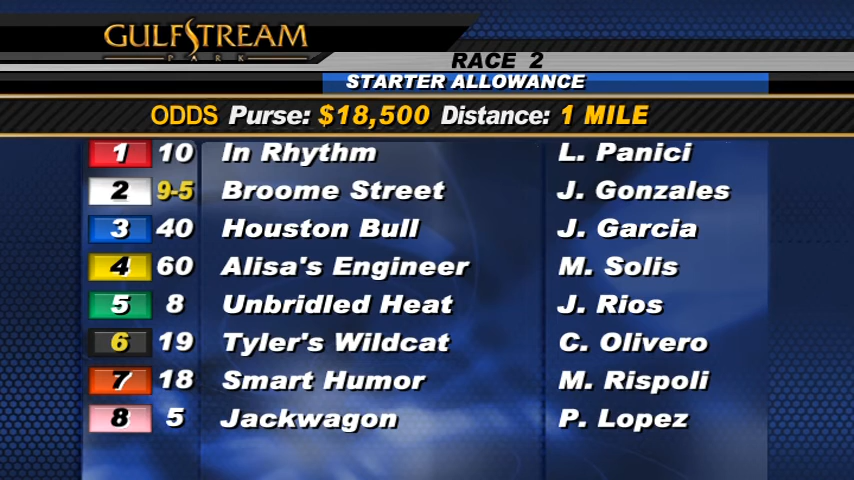 GULFSTREAM
PARK
RACE 2
STARTER ALLOWANCE
ODDS Purse: $18,500 Distance: 1 MILE
1 10 In Rhythm L. Panici
2 9-5 Broome Street J. Gonzales
3 40 Houston Bull J. Garcia
4 60 Alisa's Engineer M. Solis
5 8 Unbridled Heat J. Rios
6 19 Tyler's Wildcat C. Olivero
7 18 Smart Humor M. Rispoli
8 5 Jackwagon P. Lopez